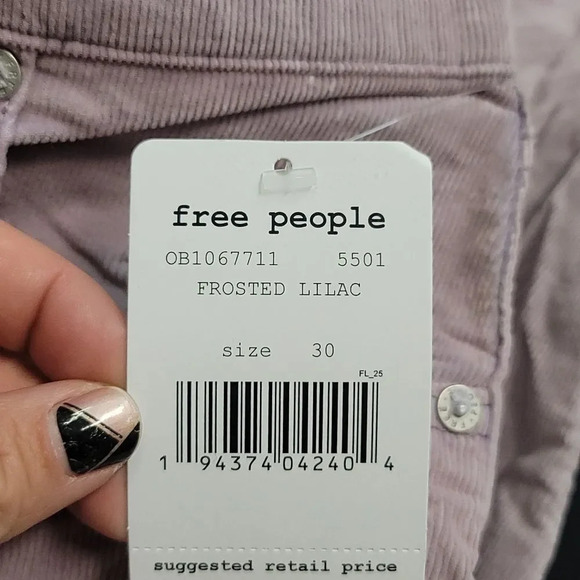 free people
OB1067711 5501
FROSTED LILAC
size 30
FL_25
1 94374 04240 4
suggested retail price